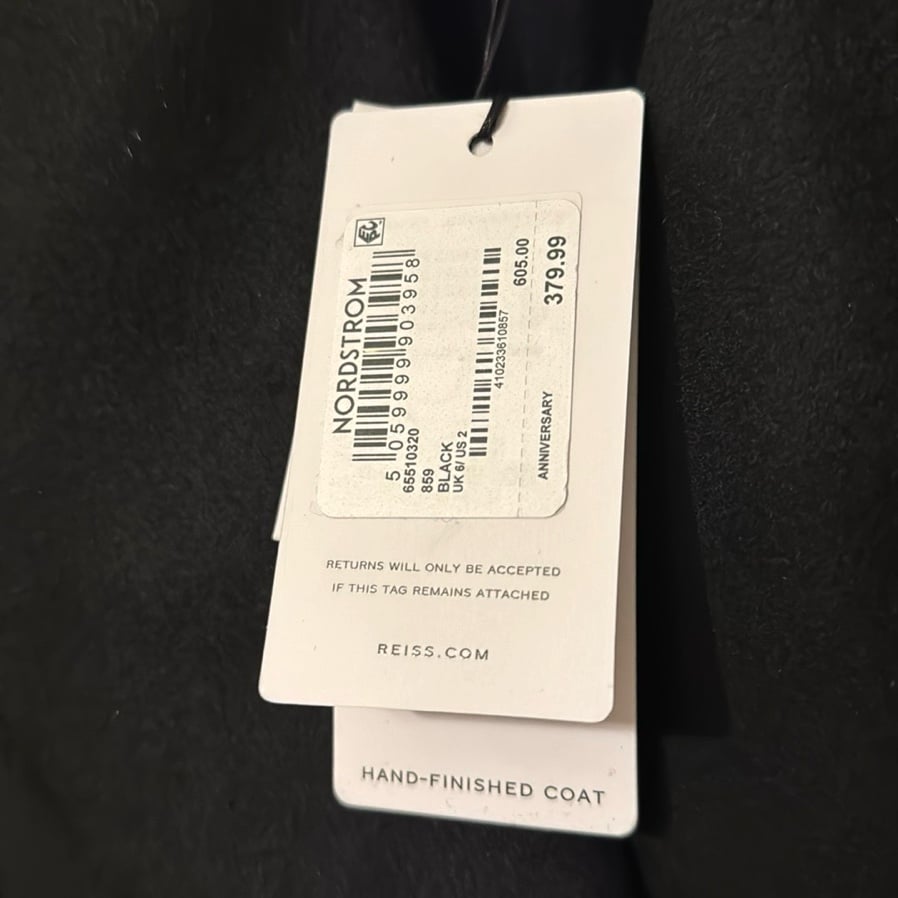 NORDSTROM
5 059999 903958
65510320
859
BLACK
UK 6/ US 2
410233610857
605.00
379.99
ANNIVERSARY
RETURNS WILL ONLY BE ACCEPTED
IF THIS TAG REMAINS ATTACHED
REISS.COM
HAND-FINISHED COAT